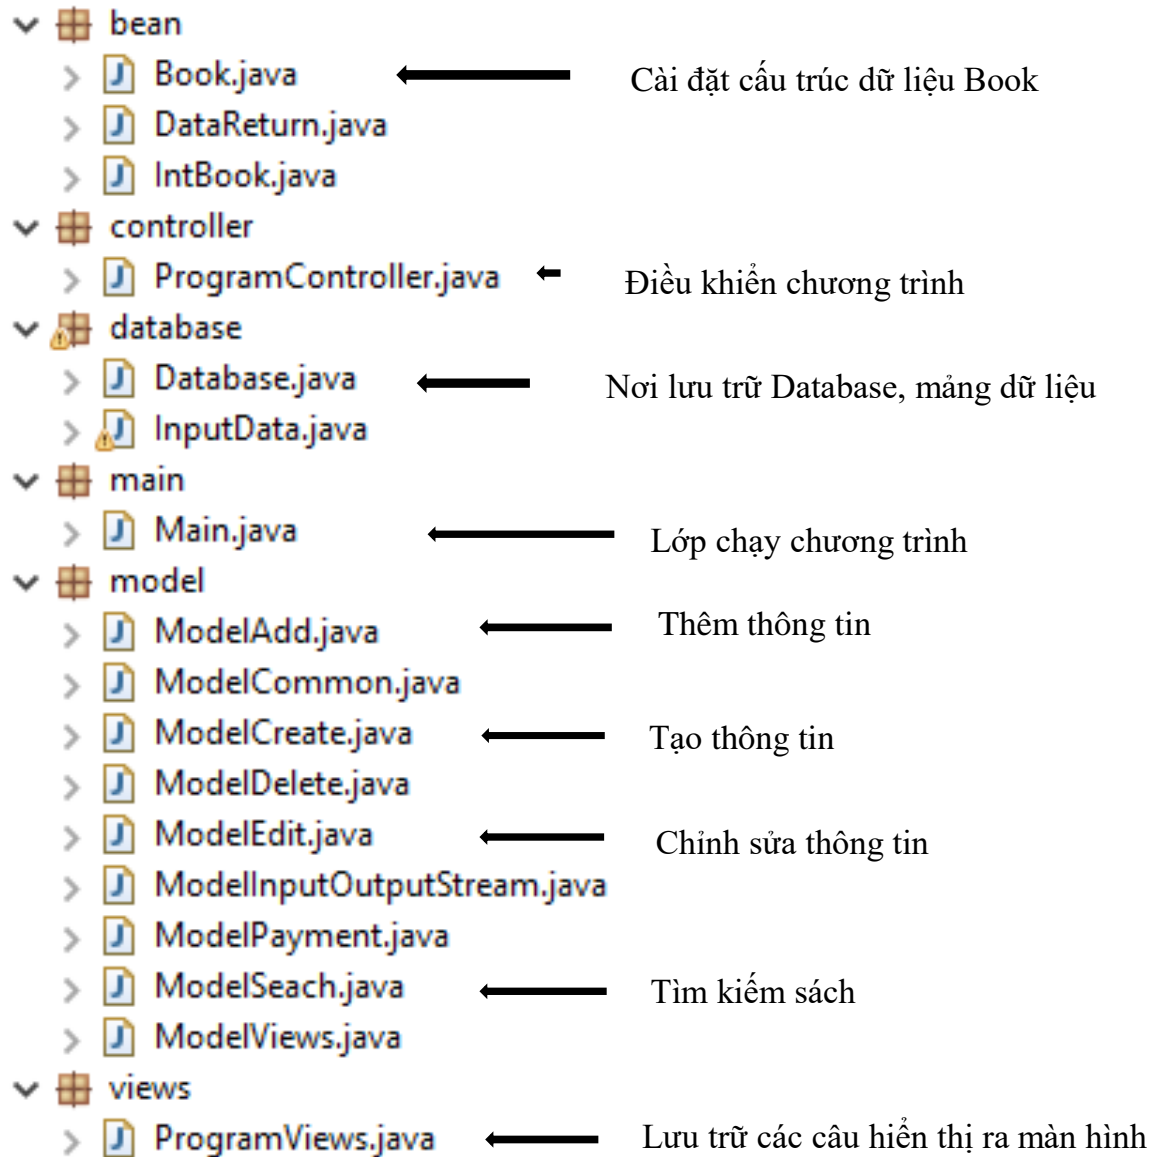 bean
Book.java Cài đặt cấu trúc dữ liệu Book
DataReturn.java
IntBook.java
controller
ProgramController.java Điều khiển chương trình
database
Database.java Nơi lưu trữ Database, mảng dữ liệu
InputData.java
main
Main.java Lớp chạy chương trình
model
ModelAdd.java Thêm thông tin
ModelCommon.java
ModelCreate.java Tạo thông tin
ModelDelete.java
ModelEdit.java Chỉnh sửa thông tin
ModelInputOutputStream.java
ModelPayment.java
ModelSeach.java Tìm kiếm sách
ModelViews.java
views
ProgramViews.java Lưu trữ các câu hiển thị ra màn hình